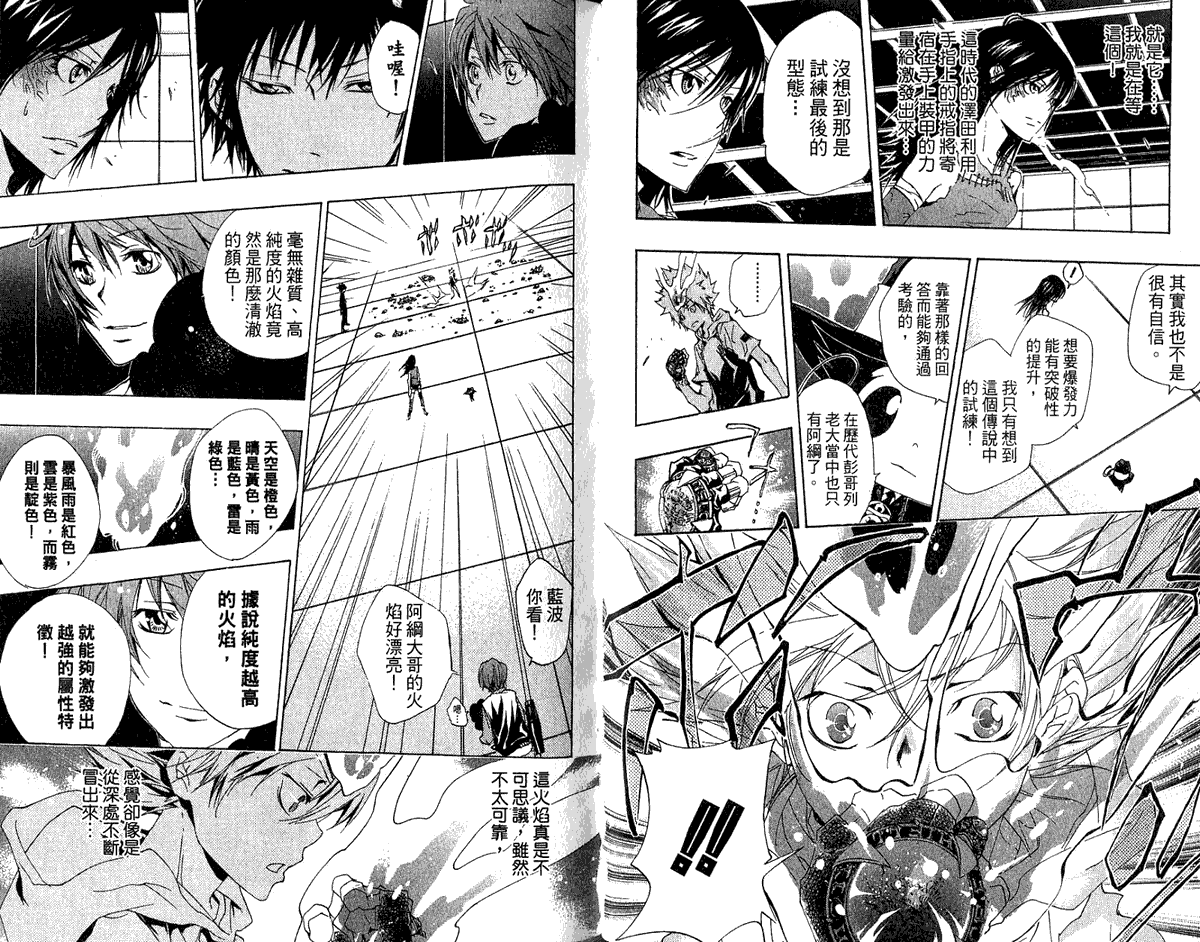 就是它……
我就是在等
這個！
這時代的澤田利用
手指上的戒指將寄
宿在手上裝甲的力
量給激發出來…
沒想到那是
試練最後的
型態…
其實我也不是
很有自信。
！
想要爆發力
能有突破性
的提升，
我只有想到
這個傳說中
的試練！
靠著那樣的回
答而能夠通過
考驗的，
在歷代彭哥列
老大當中也只
有阿綱了。
……
!!
哇喔！
毫無雜質、高
純度的火焰竟
然是那麼清澈
的顏色！
藍波
你看！
阿綱大哥的火
焰好漂亮！
嗯…
天空是橙色，
晴是黃色，雨
是藍色，雷是
綠色…
暴風雨是紅色，
雲是紫色，而霧
則是靛色！
據說純度越高
的火焰，
就能夠激發出
越強的屬性特
徵！
這火焰真是不
可思議，雖然
不太可靠，
感覺卻像是
從深處不斷
冒出來…